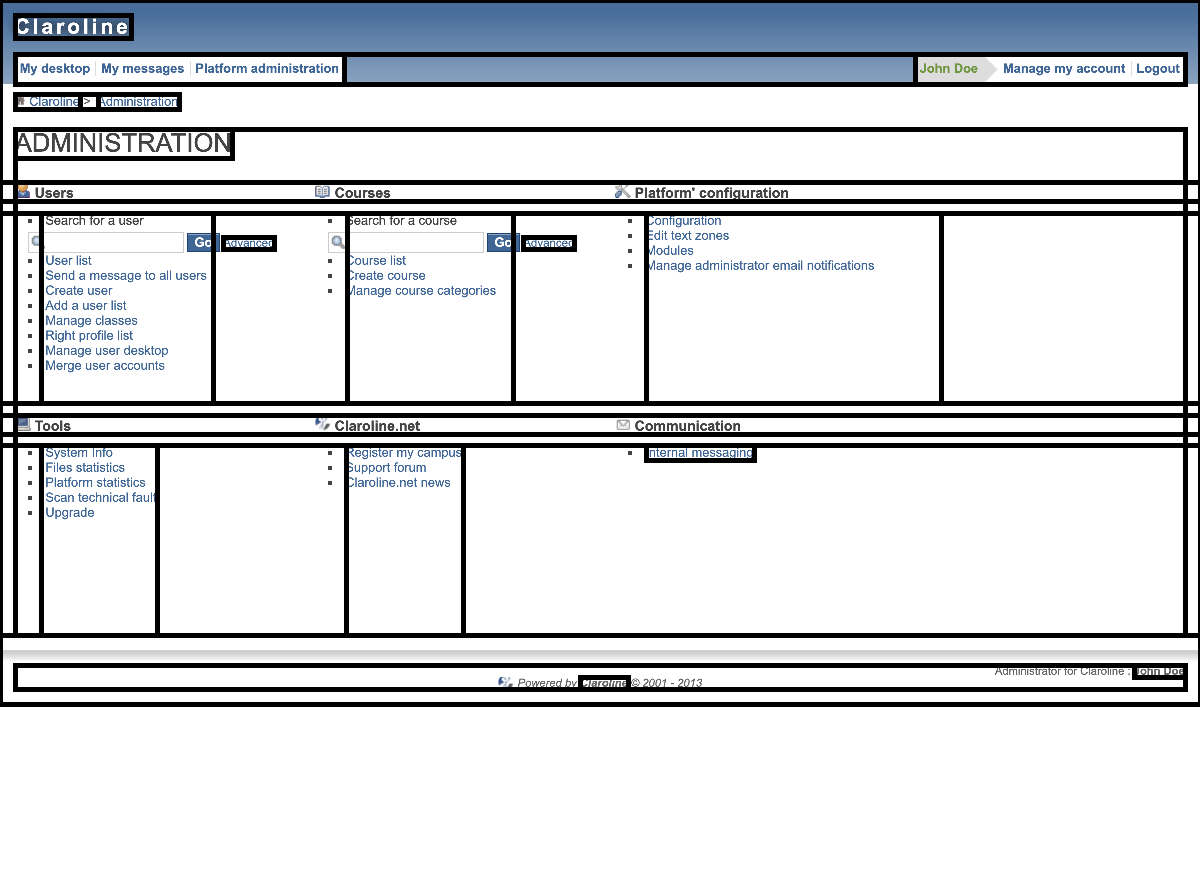 Claroline
My desktop My messages Platform administration John Doe Manage my account Logout
Claroline > Administration
ADMINISTRATION
Users Courses Platform' configuration
Search for a user
Go Advanced
User list
Send a message to all users
Create user
Add a user list
Manage classes
Right profile list
Manage user desktop
Merge user accounts
Search for a course
Go Advanced
Course list
Create course
Manage course categories
Configuration
Edit text zones
Modules
Manage administrator email notifications
Tools Claroline.net Communication
System Info
Files statistics
Platform statistics
Scan technical fault
Upgrade
Register my campus
Support forum
Claroline.net news
Internal messaging
Administrator for Claroline : John Doe
Powered by Claroline © 2001 - 2013